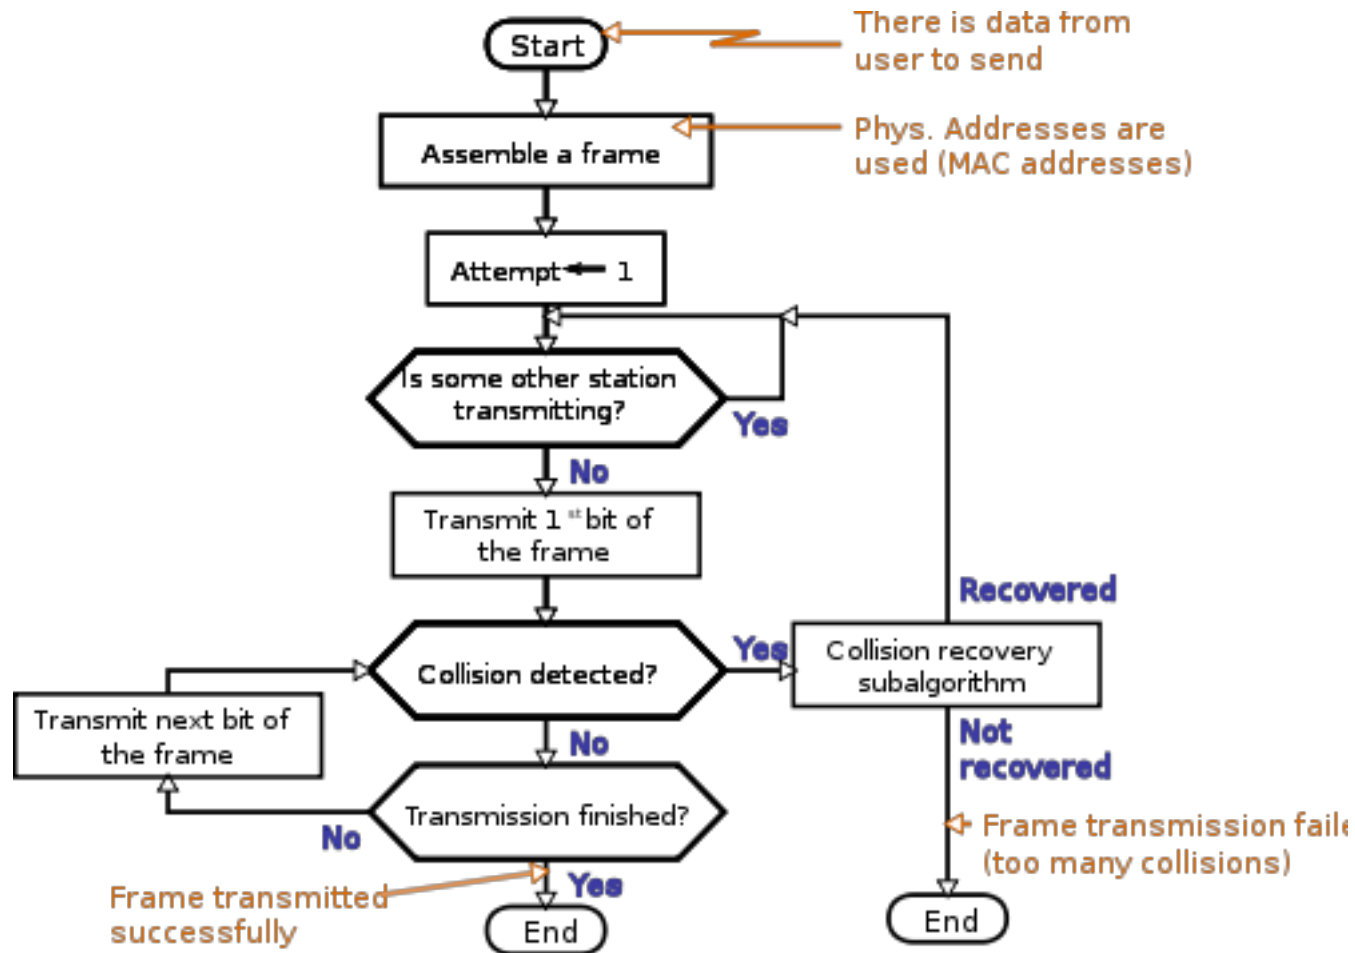 Start
There is data from
user to send
Assemble a frame
Phys. Addresses are
used (MAC addresses)
Attempt ← 1
Is some other station
transmitting?
Yes
No
Transmit 1st bit of
the frame
Recovered
Collision detected?
Yes
Collision recovery
subalgorithm
Transmit next bit of
the frame
No
Not
recovered
Transmission finished?
No
Frame transmission faile
(too many collisions)
Frame transmitted
successfully
Yes
End
End